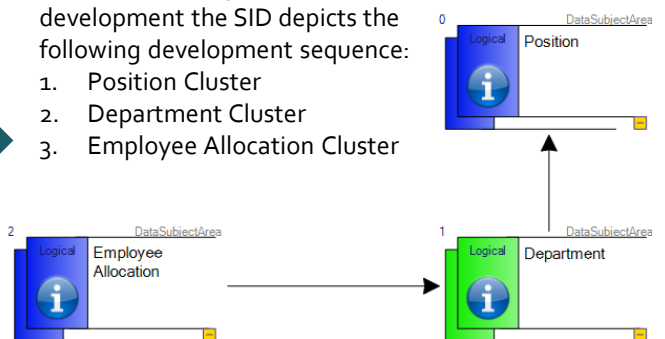 development the SID depicts the
following development sequence:
1. Position Cluster
2. Department Cluster
3. Employee Allocation Cluster
0 DataSubjectArea
Logical Position
2 DataSubjectArea
Logical Employee
Allocation
1 DataSubjectArea
Logical Department